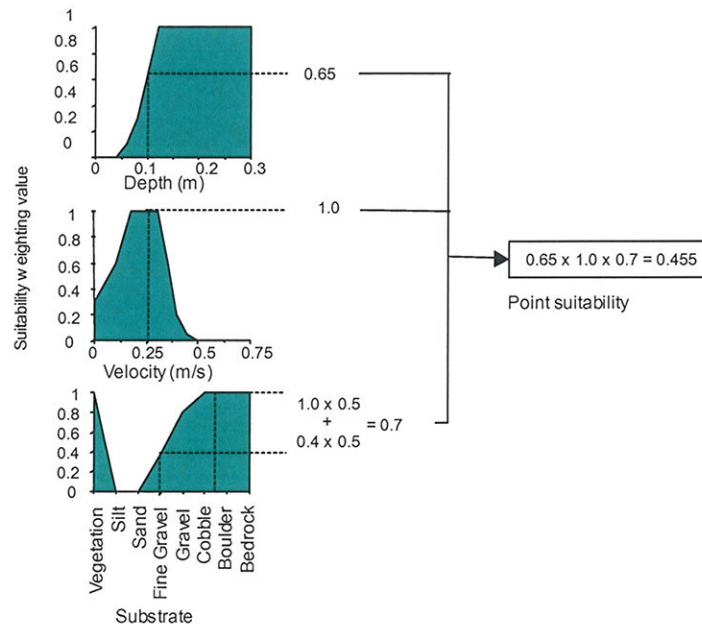 Suitability weighting value
1
0.8
0.6
0.4
0.2
0
0 0.1 0.2 0.3
Depth (m)
0.65
1
0.8
0.6
0.4
0.2
0
0 0.25 0.5 0.75
Velocity (m/s)
1.0
1
0.8
0.6
0.4
0.2
0
Vegetation
Silt
Sand
Fine Gravel
Gravel
Cobble
Boulder
Bedrock
Substrate
1.0 x 0.5
+
0.4 x 0.5
= 0.7
0.65 x 1.0 x 0.7 = 0.455
Point suitability